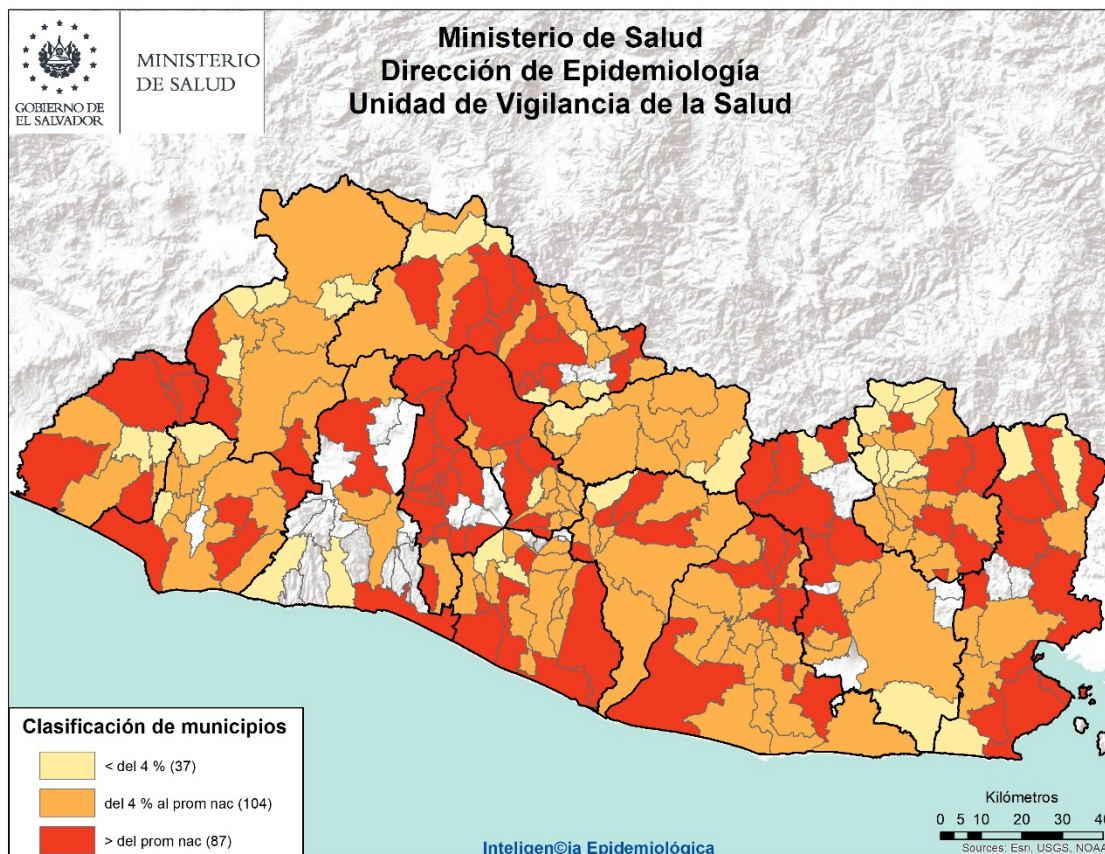 Ministerio de Salud
Dirección de Epidemiología
Unidad de Vigilancia de la Salud
GOBIERNO DE
EL SALVADOR
MINISTERIO
DE SALUD
Clasificación de municipios
< del 4 % (37)
del 4 % al prom nac (104)
> del prom nac (87)
Inteligen©ia Epidemiológica
Kilómetros
0 5 10 20 30 40
Sources: Esri, USGS, NOAA